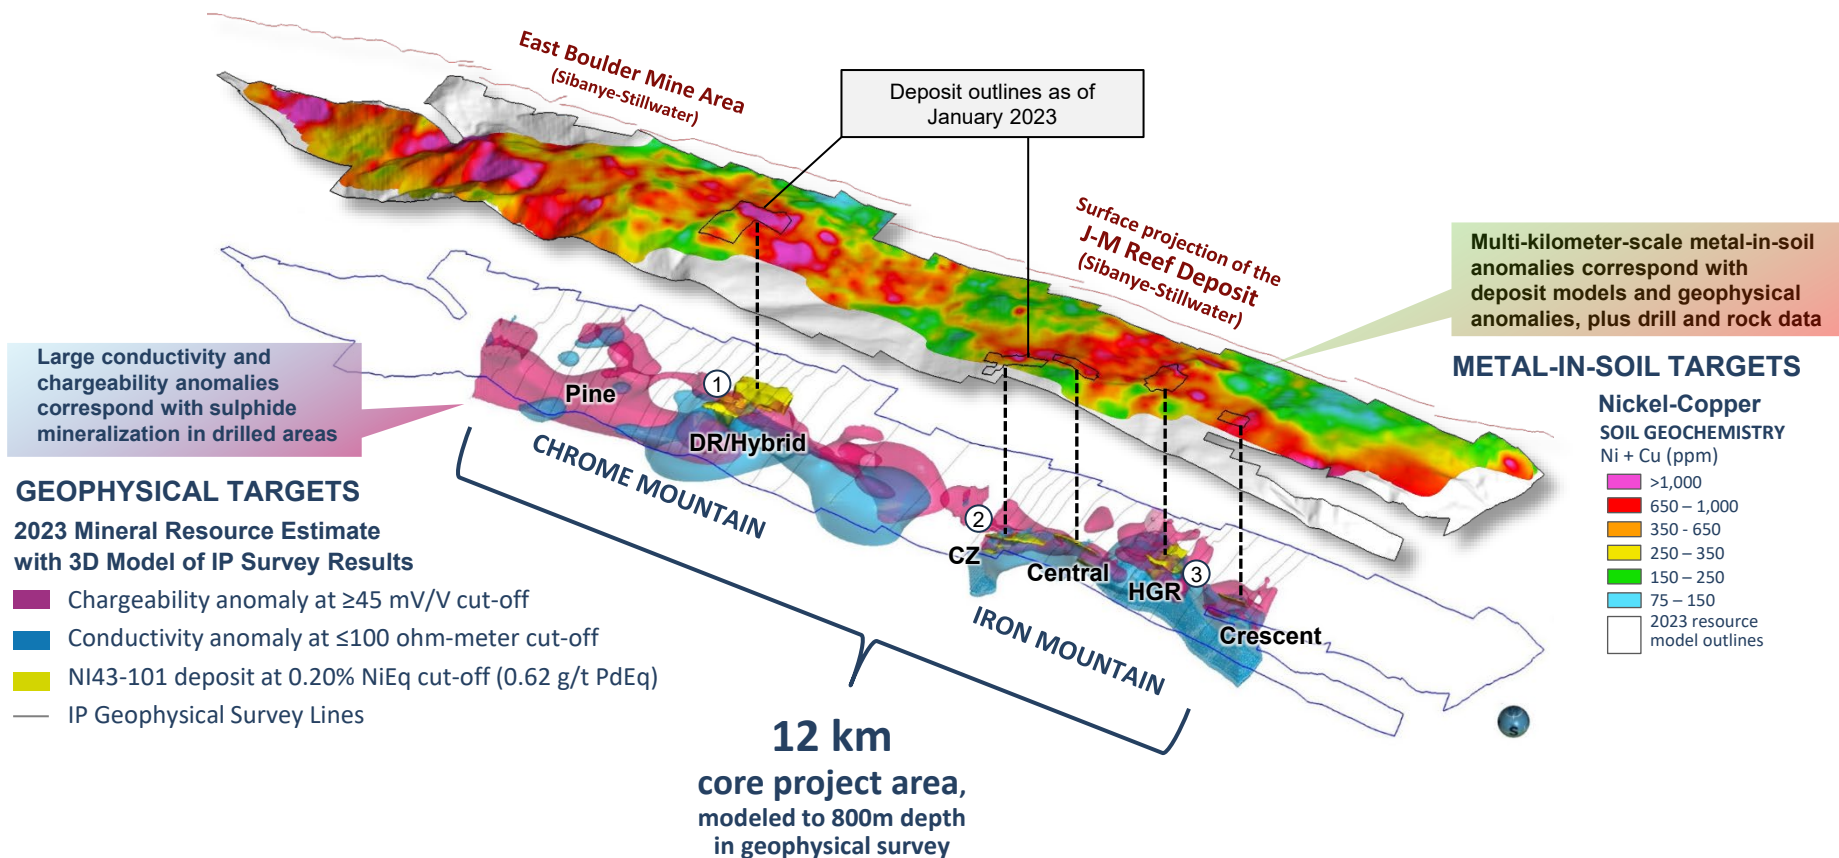 East Boulder Mine Area
(Sibanye-Stillwater)
Deposit outlines as of
January 2023
Surface projection of the
J-M Reef Deposit
(Sibanye-Stillwater)
Multi-kilometer-scale metal-in-soil
anomalies correspond with
deposit models and geophysical
anomalies, plus drill and rock data
METAL-IN-SOIL TARGETS
Nickel-Copper
SOIL GEOCHEMISTRY
Ni + Cu (ppm)
>1,000
650 – 1,000
350 - 650
250 – 350
150 – 250
75 – 150
2023 resource
model outlines
Large conductivity and
chargeability anomalies
correspond with sulphide
mineralization in drilled areas
GEOPHYSICAL TARGETS
2023 Mineral Resource Estimate
with 3D Model of IP Survey Results
Chargeability anomaly at ≥45 mV/V cut-off
Conductivity anomaly at ≤100 ohm-meter cut-off
NI43-101 deposit at 0.20% NiEq cut-off (0.62 g/t PdEq)
IP Geophysical Survey Lines
Pine
1
DR/Hybrid
CHROME MOUNTAIN
2
CZ
Central
HGR
3
Crescent
IRON MOUNTAIN
12 km
core project area,
modeled to 800m depth
in geophysical survey
S